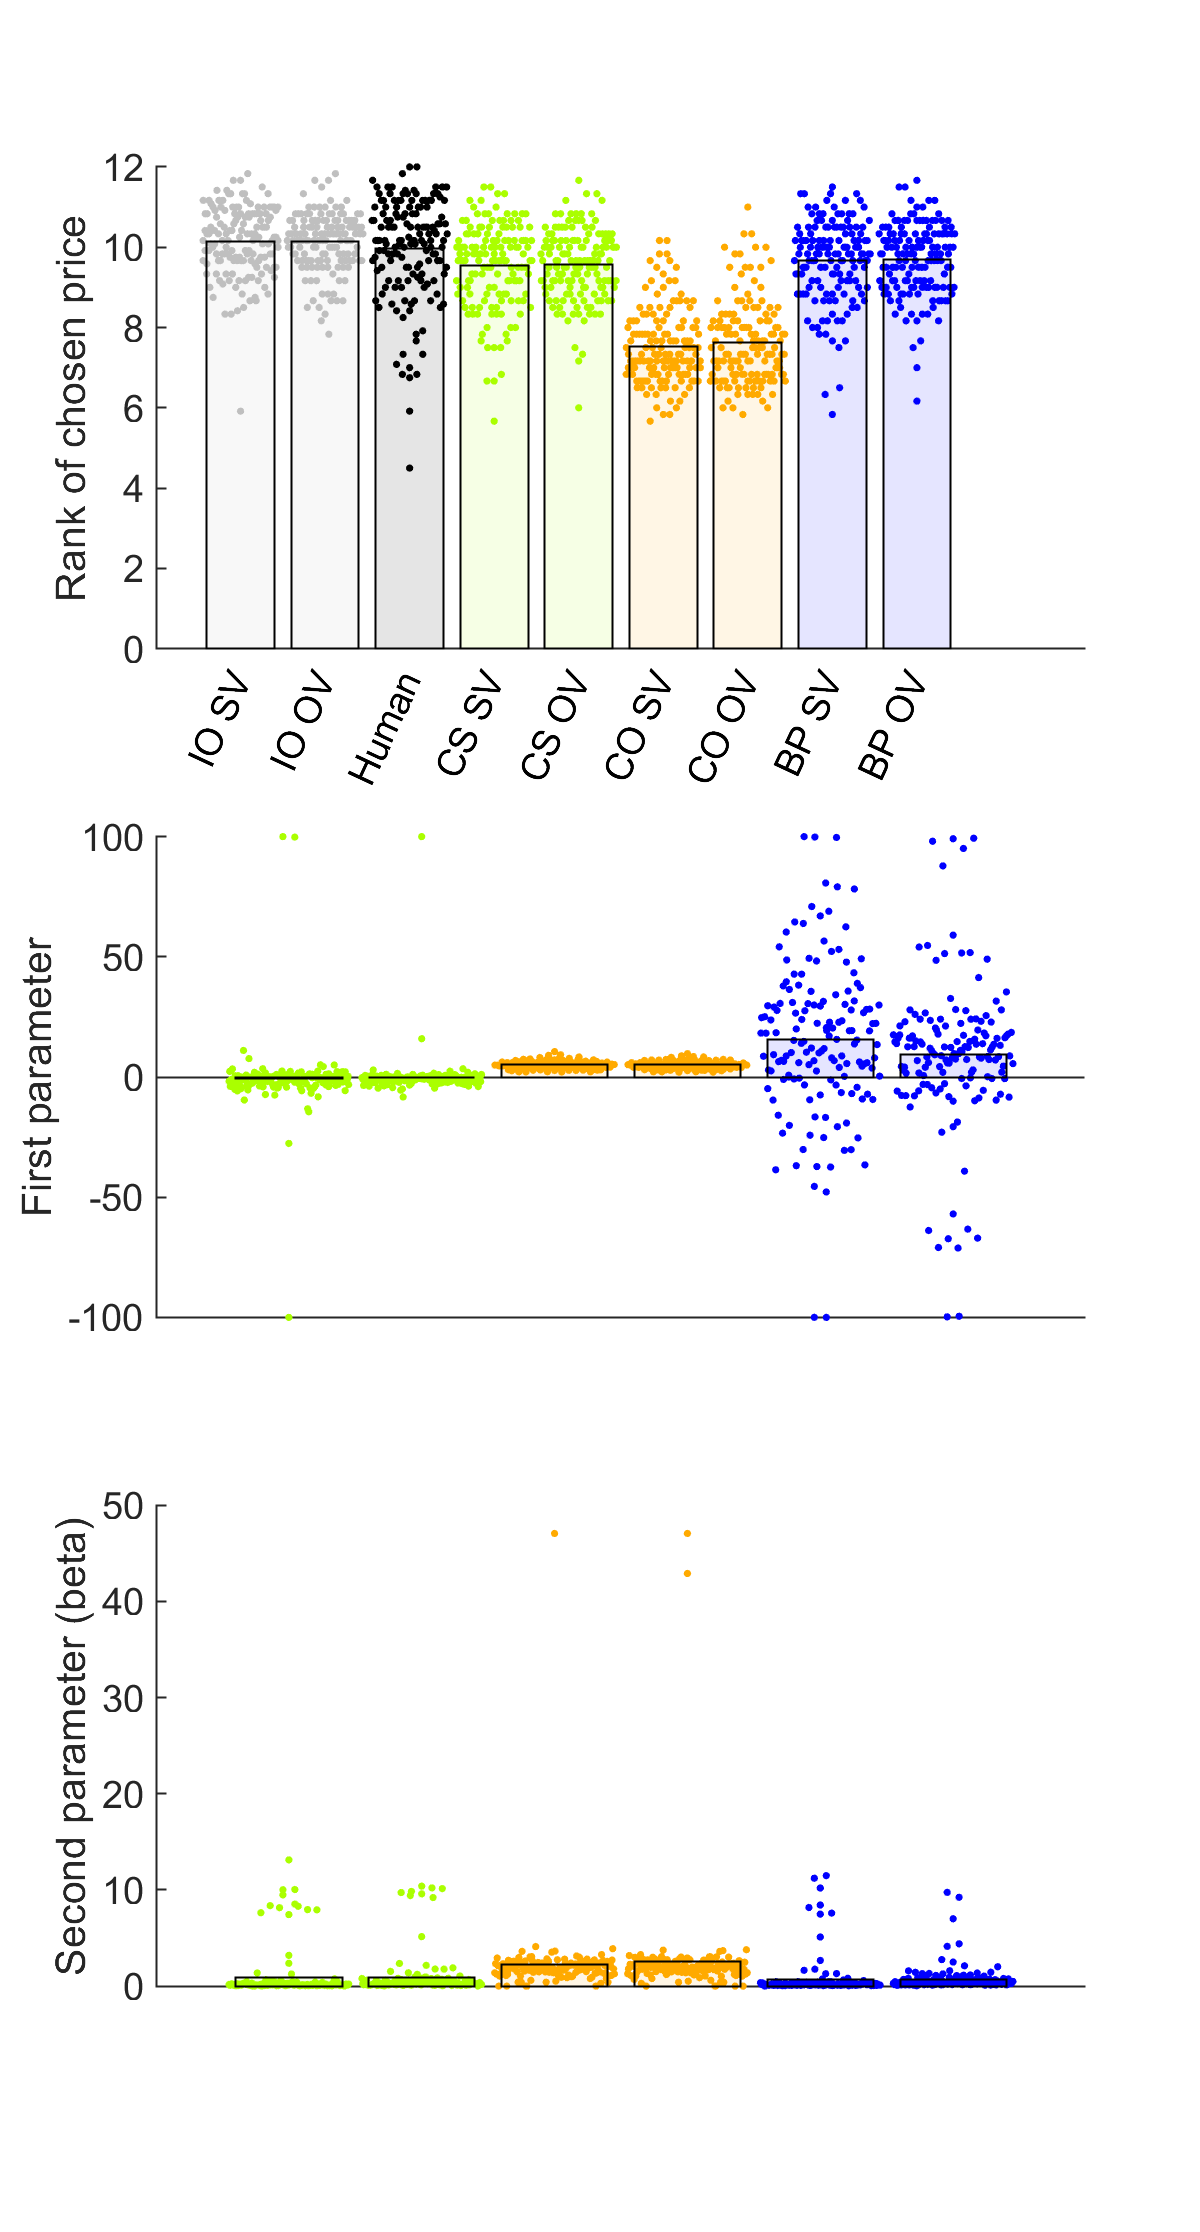 Rank of chosen price
12
10
8
6
4
2
0
IO SV
IO OV
Human
CS SV
CS OV
CO SV
CO OV
BP SV
BP OV
First parameter
100
50
0
-50
-100
Second parameter (beta)
50
40
30
20
10
0